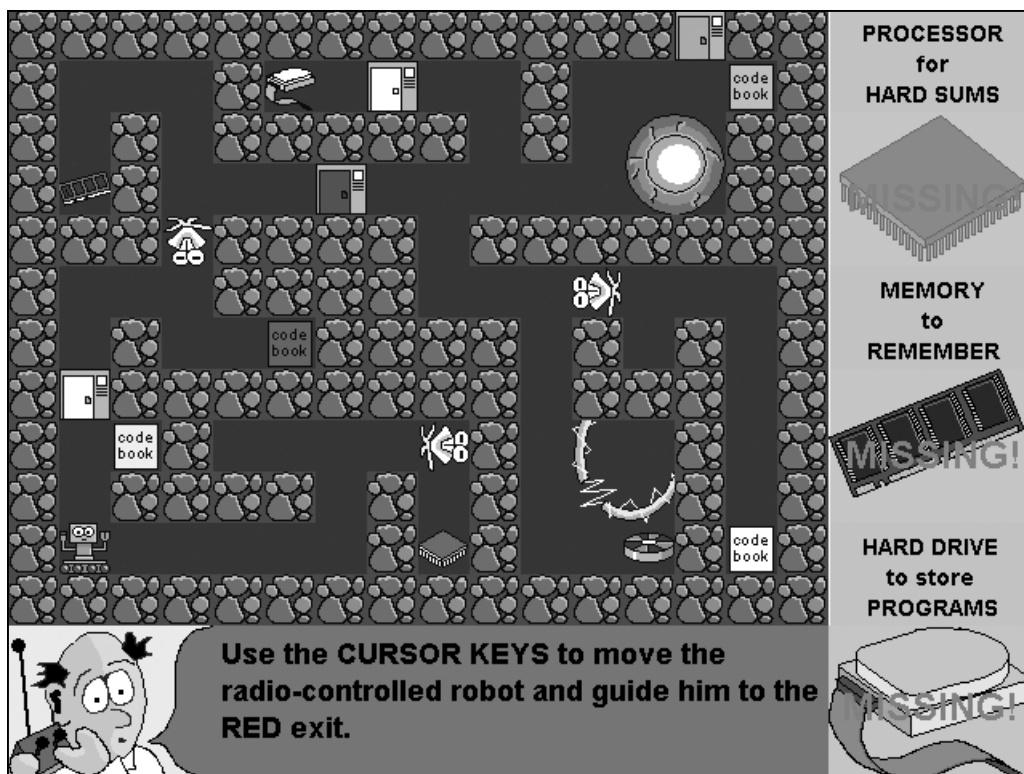 PROCESSOR
for
HARD SUMS
MISSING!
MEMORY
to
REMEMBER
MISSING!
HARD DRIVE
to store
PROGRAMS
MISSING!
code
book
code
book
code
book
code
book
Use the CURSOR KEYS to move the
radio-controlled robot and guide him to the
RED exit.